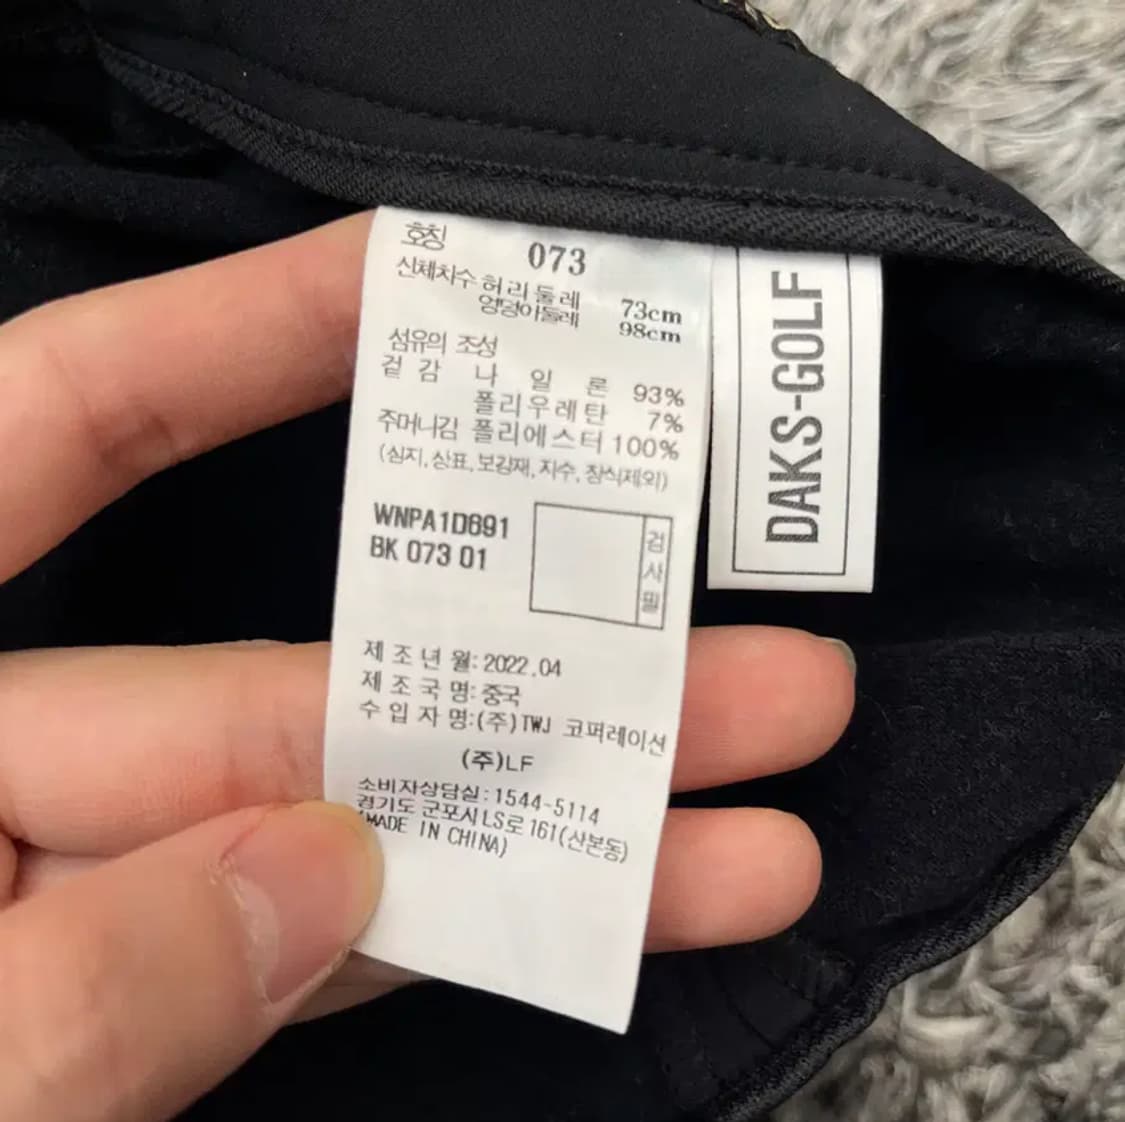 호칭 073
신체치수 허리둘레 73cm
엉덩이둘레 98cm
섬유의 조성
겉감 나일론 93%
폴리우레탄 7%
주머니감 폴리에스터 100%
(심지,상표,보강재,자수,장식제외)
WNPA1D691
BK 073 01
검사필
제조년월:2022.04
제조국명:중국
수입자명:(주)TWJ 코퍼레이션
(주)LF
소비자상담실:1544-5114
경기도 군포시 LS로 161(산본동)
(MADE IN CHINA)
DAKS-GOLF